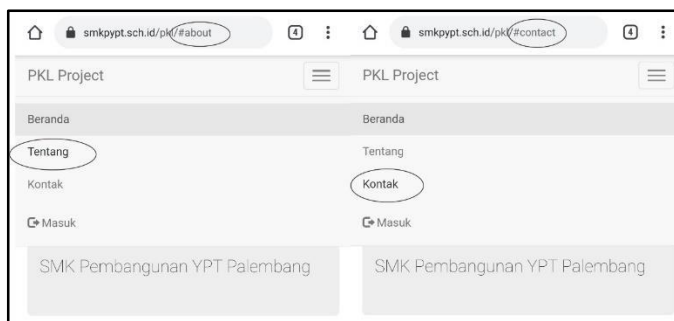 smkpypt.sch.id/pkl/#about
4
PKL Project
Beranda
Tentang
Kontak
Masuk
SMK Pembangunan YPT Palembang
smkpypt.sch.id/pkl/#contact
4
PKL Project
Beranda
Tentang
Kontak
Masuk
SMK Pembangunan YPT Palembang